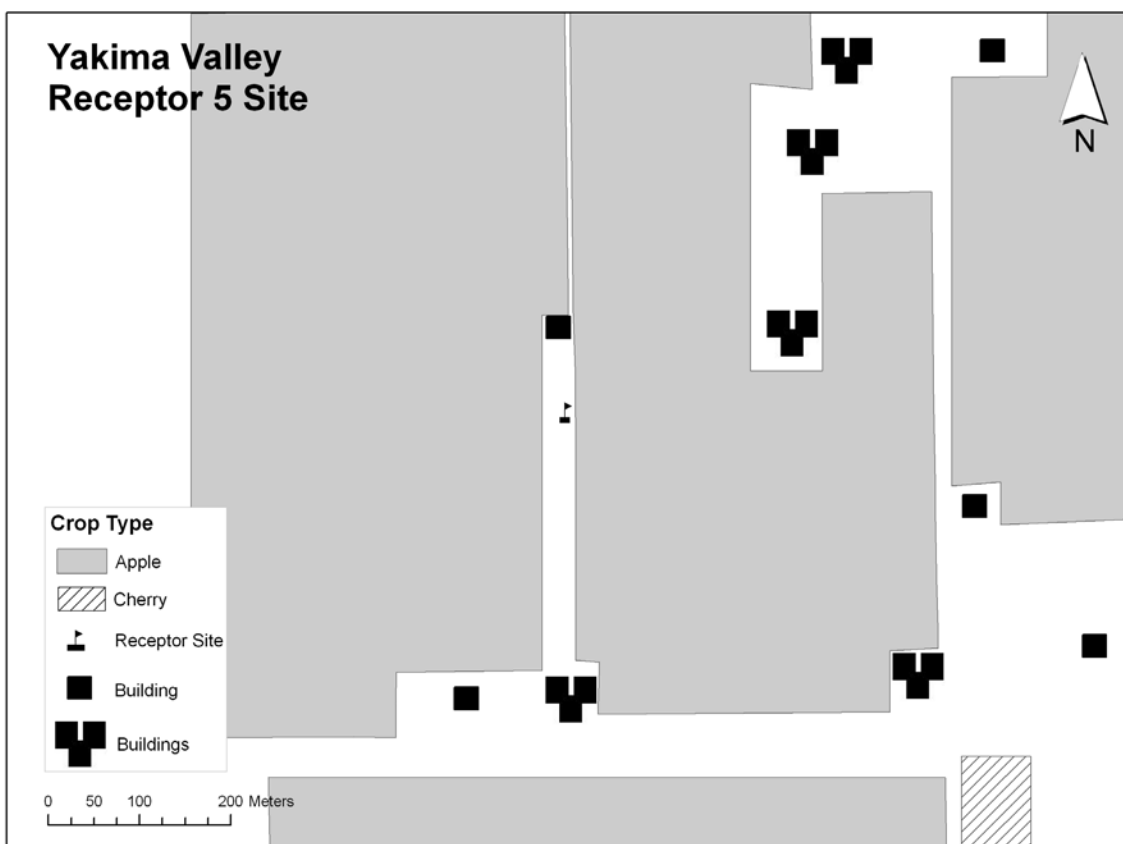 Yakima Valley
Receptor 5 Site
N
Crop Type
Apple
Cherry
Receptor Site
Building
Buildings
0 50 100 200 Meters